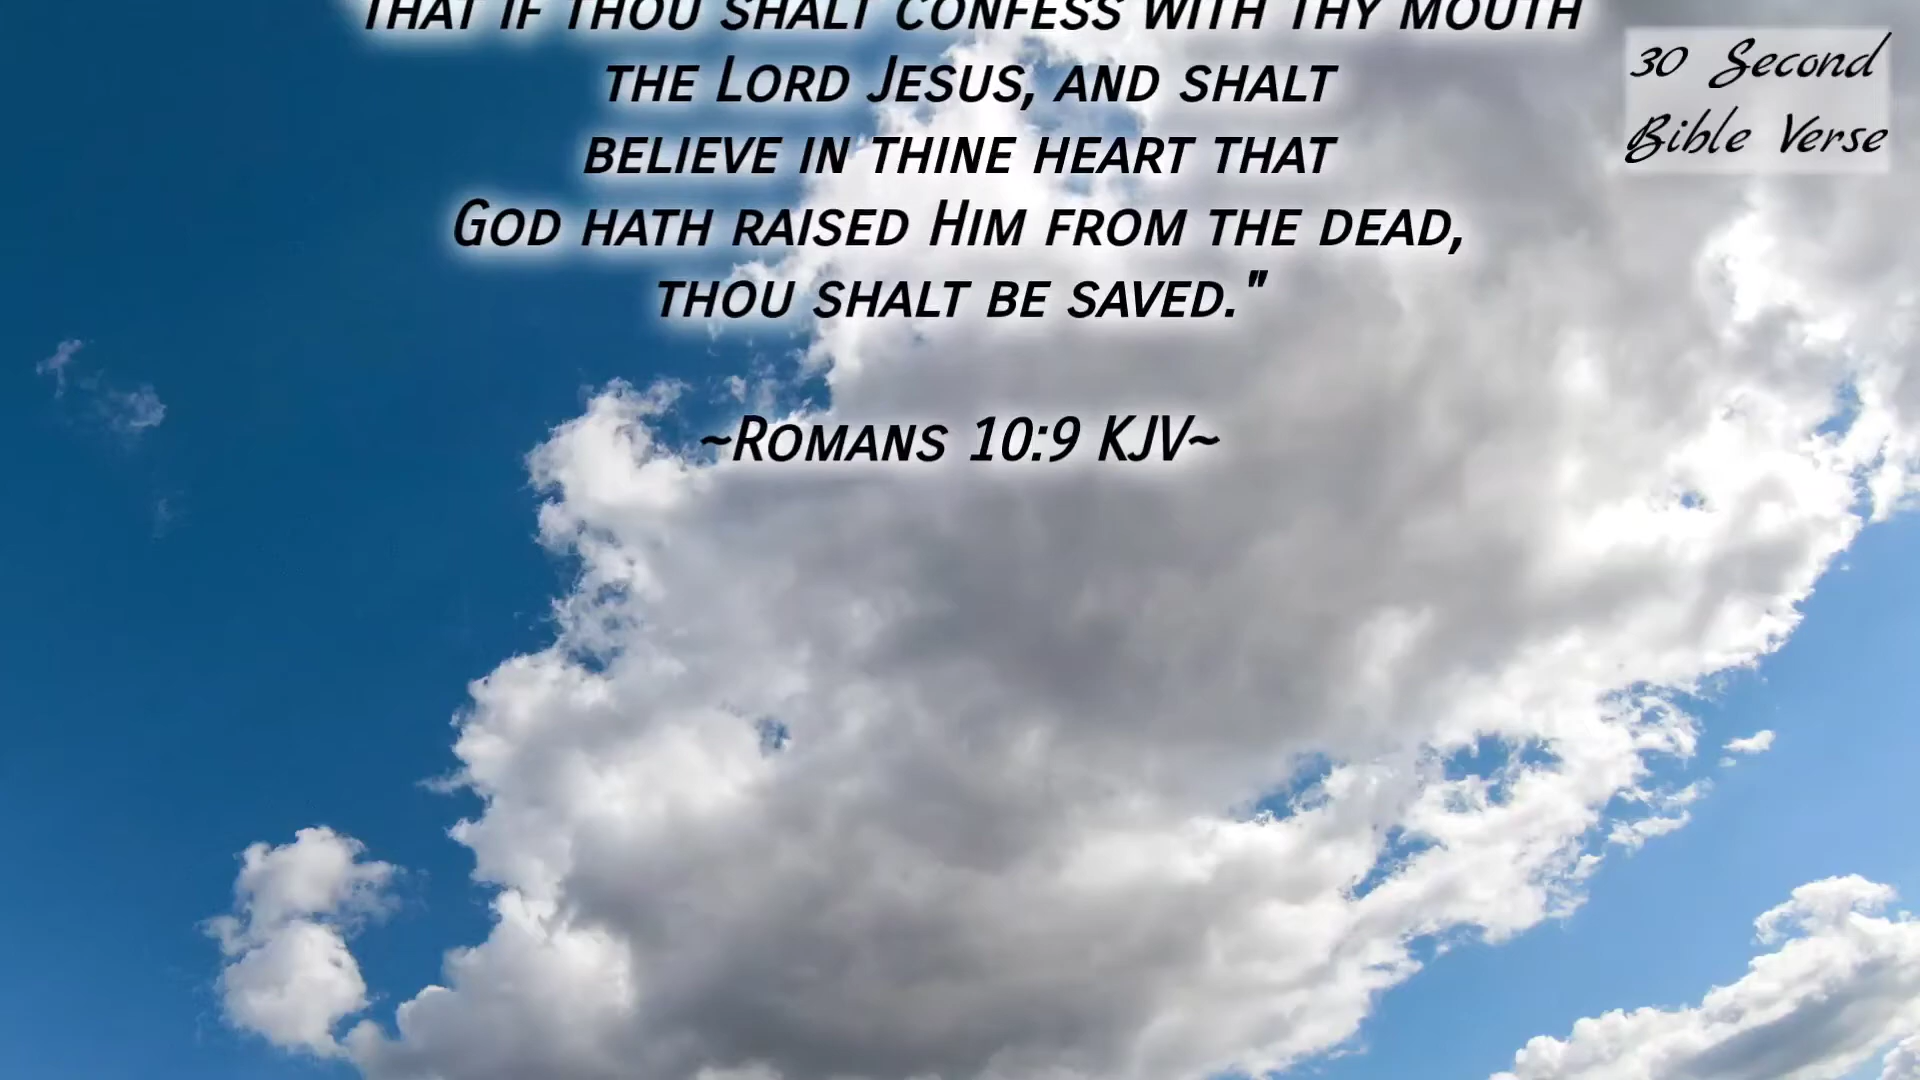 THAT IF THOU SHALT CONFESS WITH THY MOUTH
THE LORD JESUS, AND SHALT
BELIEVE IN THINE HEART THAT
GOD HATH RAISED HIM FROM THE DEAD,
THOU SHALT BE SAVED."
~ROMANS 10:9 KJV~
30 Second
Bible Verse